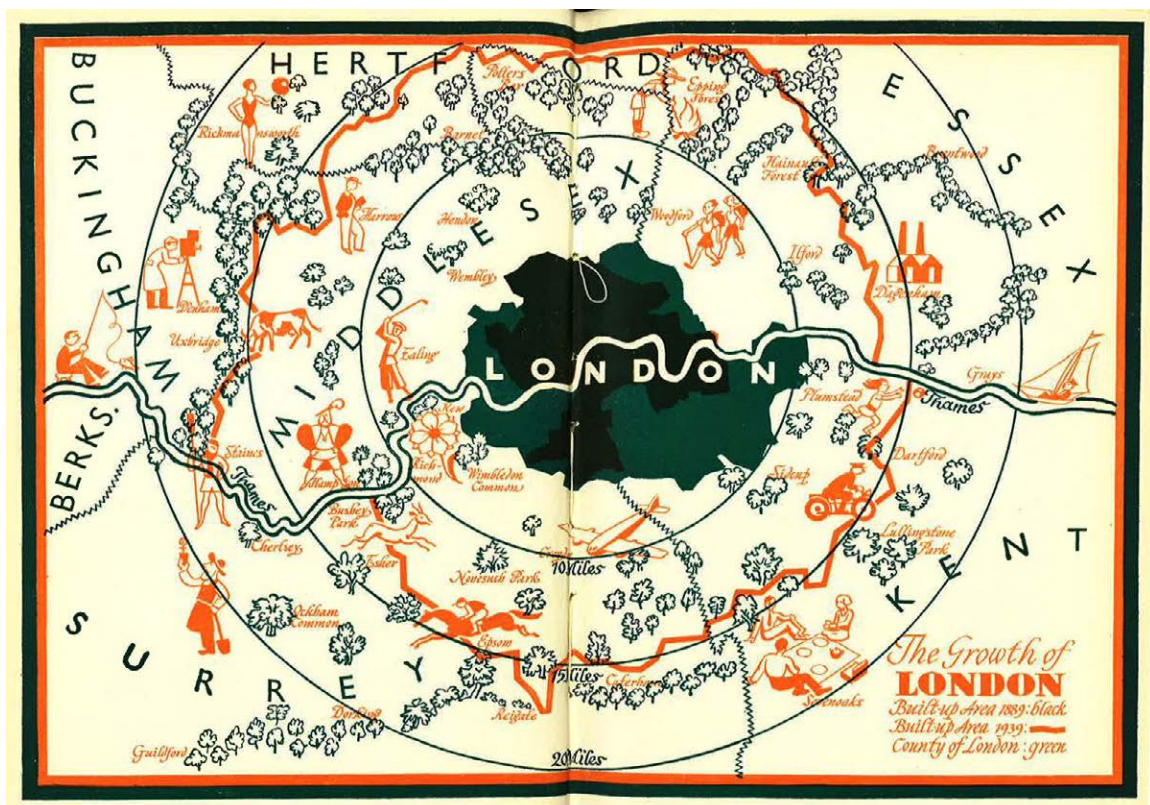 HERTFORD
BUCKINGHAM
ESSEX
MIDDLESEX
BERKS.
SURREY
KENT
LONDON
Potters Bar
Epping Forest
Rickmansworth
Barnet
Hainault Forest
Brentwood
Harrow
Hendon
Woodford
Wembley
Ilford
Denham
Dagenham
Uxbridge
Ealing
Grays
Thames
Kew
Plumstead
Staines
Richmond
Wimbledon Common
Dartford
Sidcup
Thames
Hampton
Bushey Park
Chertsey
Esher
Lullingstone Park
10 Miles
Nonesuch Park
Ockham Common
Epsom
15 Miles
Caterham
Sevenoaks
Dorking
Reigate
Guildford
20 Miles
The Growth of
LONDON
Built-up Area 1889: black
Built-up Area 1939:
County of London: green